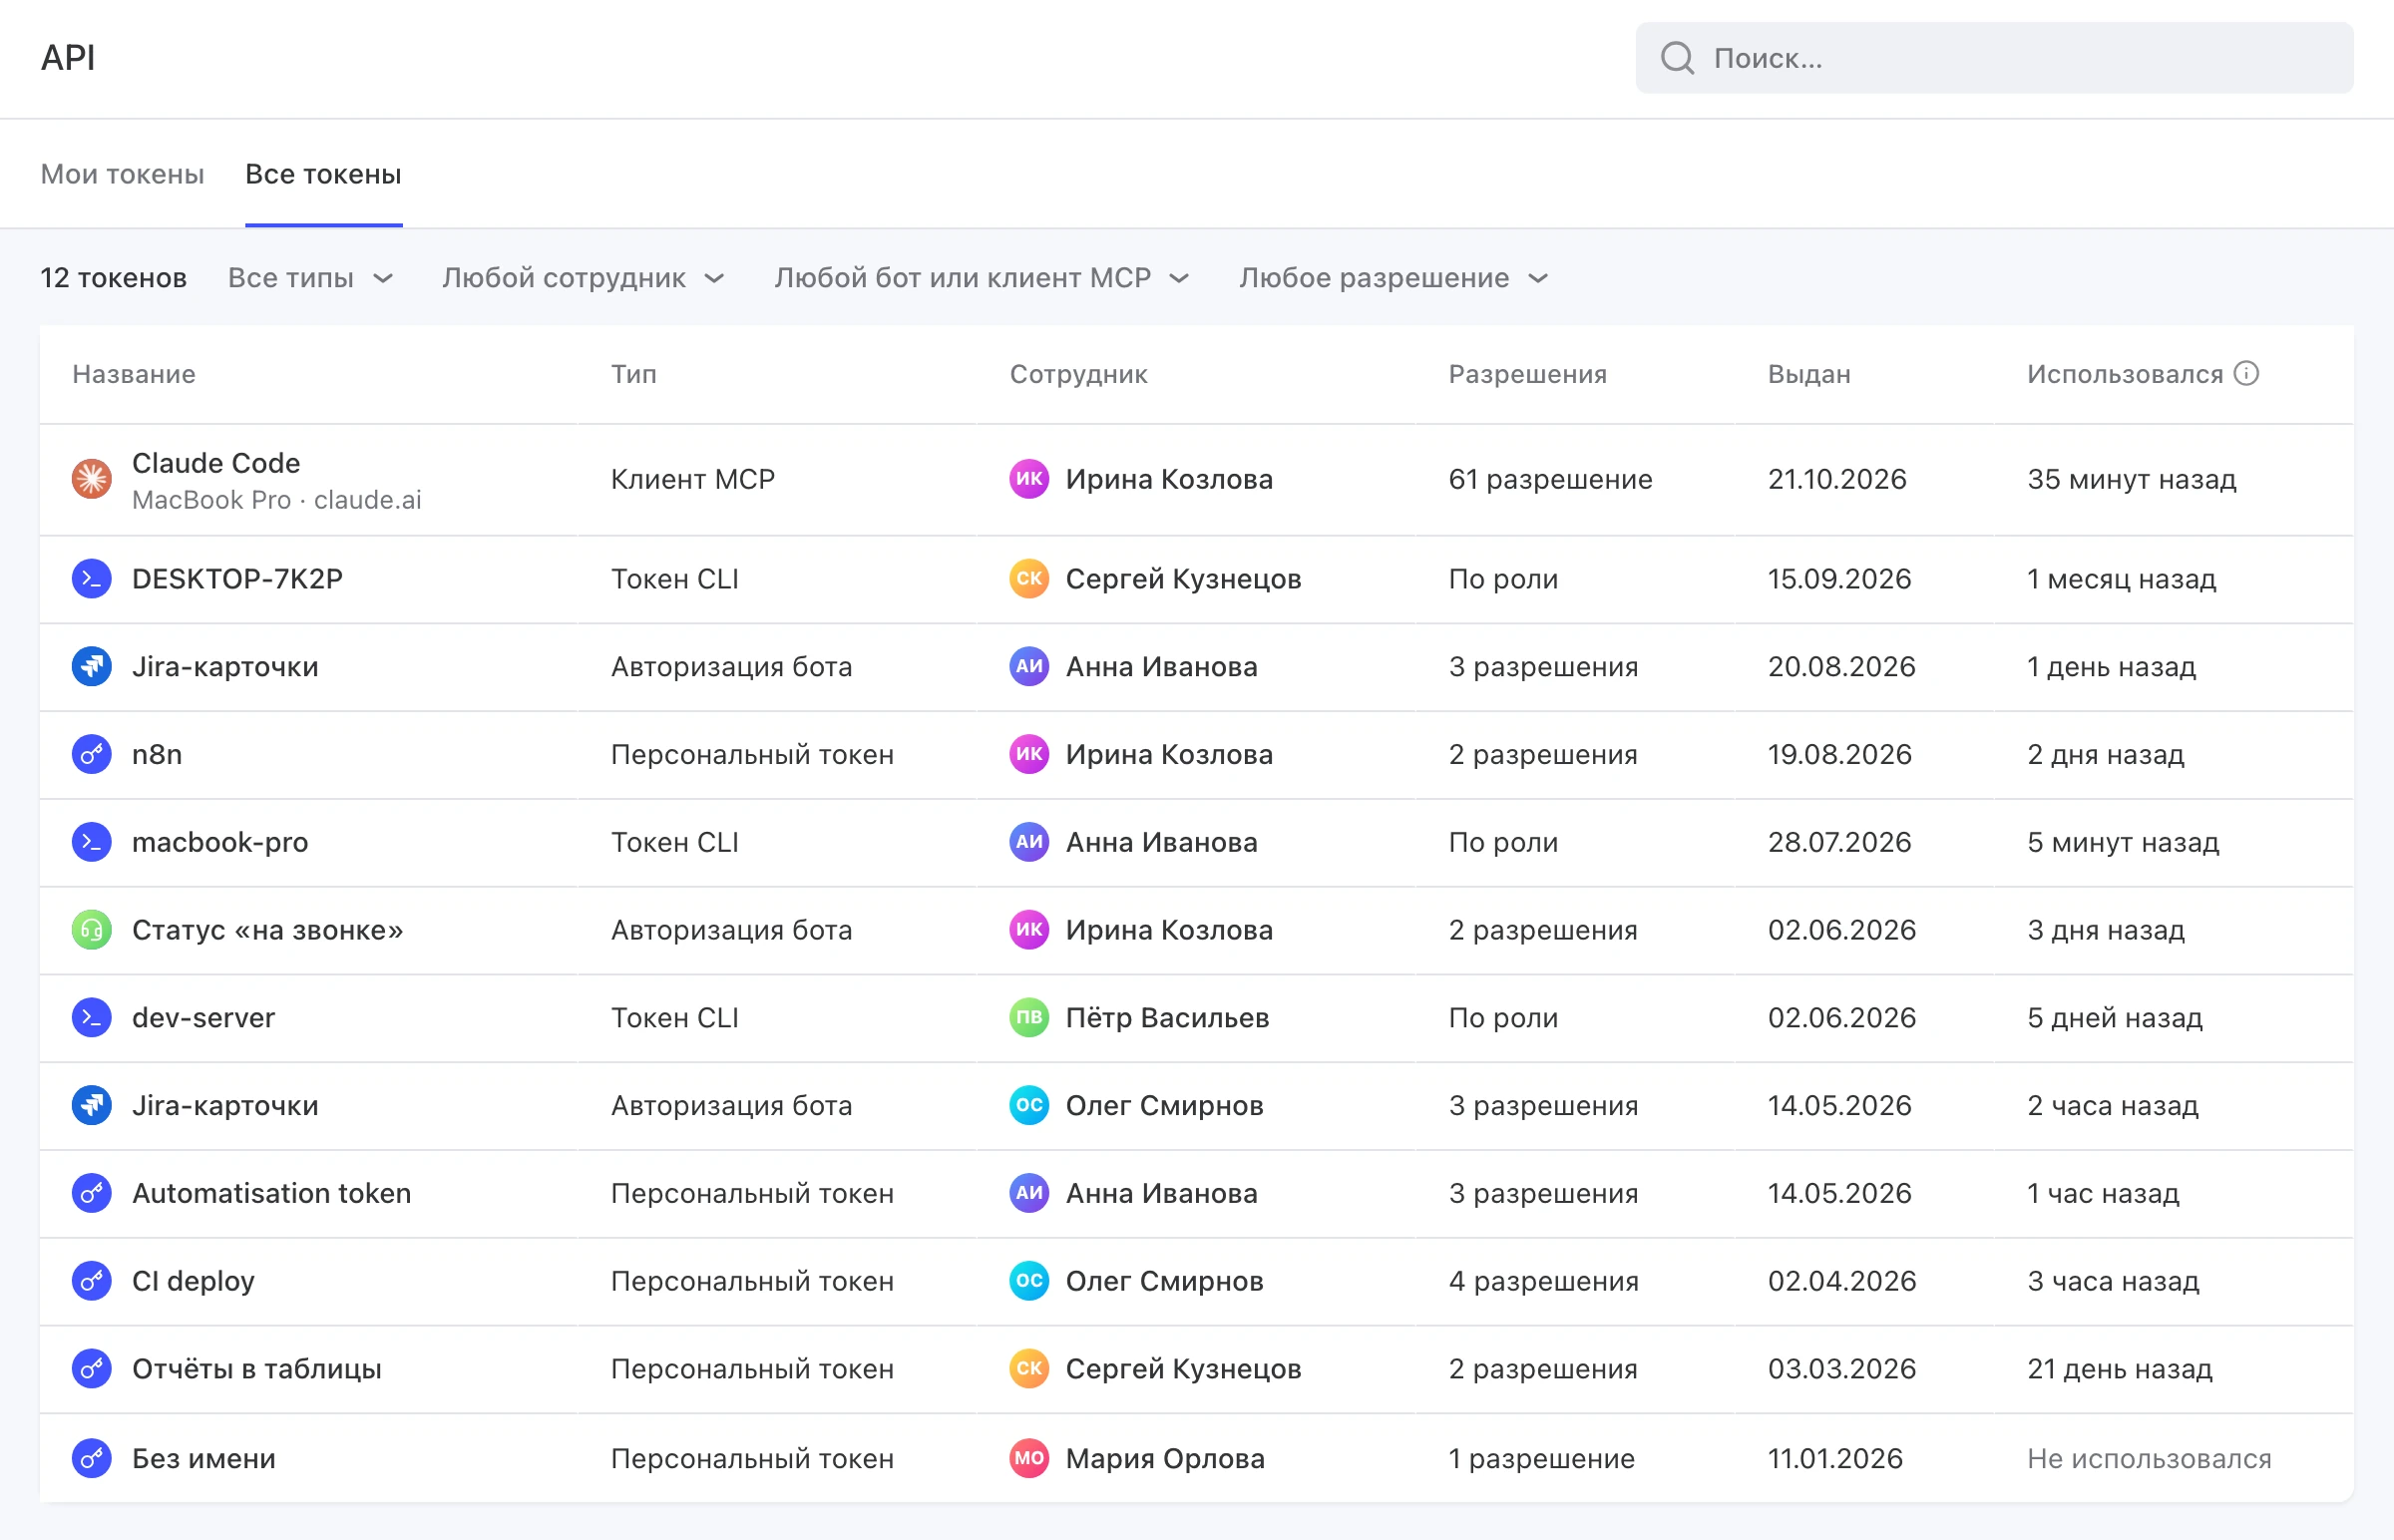 API
Поиск...
Мои токены Все токены
12 токенов Все типы Любой сотрудник Любой бот или клиент MCP Любое разрешение
Название Тип Сотрудник Разрешения Выдан Использовался
Claude Code
MacBook Pro · claude.ai
Клиент MCP ИК Ирина Козлова 61 разрешение 21.10.2026 35 минут назад
DESKTOP-7K2P Токен CLI СК Сергей Кузнецов По роли 15.09.2026 1 месяц назад
Jira-карточки Авторизация бота АИ Анна Иванова 3 разрешения 20.08.2026 1 день назад
n8n Персональный токен ИК Ирина Козлова 2 разрешения 19.08.2026 2 дня назад
macbook-pro Токен CLI АИ Анна Иванова По роли 28.07.2026 5 минут назад
Статус «на звонке» Авторизация бота ИК Ирина Козлова 2 разрешения 02.06.2026 3 дня назад
dev-server Токен CLI ПВ Пётр Васильев По роли 02.06.2026 5 дней назад
Jira-карточки Авторизация бота ОС Олег Смирнов 3 разрешения 14.05.2026 2 часа назад
Automatisation token Персональный токен АИ Анна Иванова 3 разрешения 14.05.2026 1 час назад
CI deploy Персональный токен ОС Олег Смирнов 4 разрешения 02.04.2026 3 часа назад
Отчёты в таблицы Персональный токен СК Сергей Кузнецов 2 разрешения 03.03.2026 21 день назад
Без имени Персональный токен МО Мария Орлова 1 разрешение 11.01.2026 Не использовался